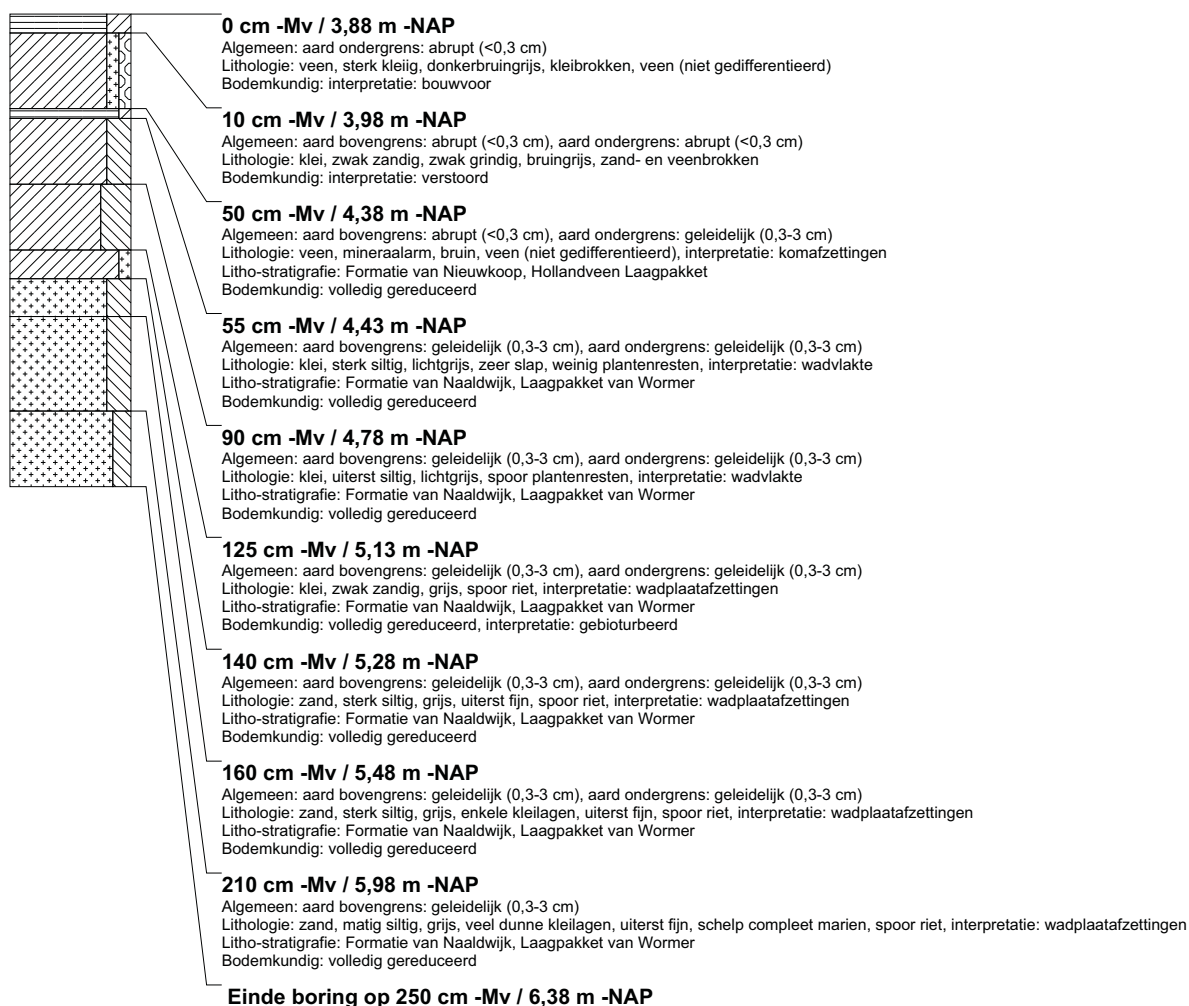 0 cm -Mv / 3,88 m -NAP
Algemeen: aard ondergrens: abrupt (<0,3 cm)
Lithologie: veen, sterk kleiig, donkerbruingrijs, kleibrokken, veen (niet gedifferentieerd)
Bodemkundig: interpretatie: bouwvoor
10 cm -Mv / 3,98 m -NAP
Algemeen: aard bovengrens: abrupt (<0,3 cm), aard ondergrens: abrupt (<0,3 cm)
Lithologie: klei, zwak zandig, zwak grindig, bruingrijs, zand- en veenbrokken
Bodemkundig: interpretatie: verstoord
50 cm -Mv / 4,38 m -NAP
Algemeen: aard bovengrens: abrupt (<0,3 cm), aard ondergrens: geleidelijk (0,3-3 cm)
Lithologie: veen, mineraalarm, bruin, veen (niet gedifferentieerd), interpretatie: komafzettingen
Litho-stratigrafie: Formatie van Nieuwkoop, Hollandveen Laagpakket
Bodemkundig: volledig gereduceerd
55 cm -Mv / 4,43 m -NAP
Algemeen: aard bovengrens: geleidelijk (0,3-3 cm), aard ondergrens: geleidelijk (0,3-3 cm)
Lithologie: klei, sterk siltig, lichtgrijs, zeer slap, weinig plantenresten, interpretatie: wadvlakte
Litho-stratigrafie: Formatie van Naaldwijk, Laagpakket van Wormer
Bodemkundig: volledig gereduceerd
90 cm -Mv / 4,78 m -NAP
Algemeen: aard bovengrens: geleidelijk (0,3-3 cm), aard ondergrens: geleidelijk (0,3-3 cm)
Lithologie: klei, uiterst siltig, lichtgrijs, spoor plantenresten, interpretatie: wadvlakte
Litho-stratigrafie: Formatie van Naaldwijk, Laagpakket van Wormer
Bodemkundig: volledig gereduceerd
125 cm -Mv / 5,13 m -NAP
Algemeen: aard bovengrens: geleidelijk (0,3-3 cm), aard ondergrens: geleidelijk (0,3-3 cm)
Lithologie: klei, zwak zandig, grijs, spoor riet, interpretatie: wadplaatafzettingen
Litho-stratigrafie: Formatie van Naaldwijk, Laagpakket van Wormer
Bodemkundig: volledig gereduceerd, interpretatie: gebioturbeerd
140 cm -Mv / 5,28 m -NAP
Algemeen: aard bovengrens: geleidelijk (0,3-3 cm), aard ondergrens: geleidelijk (0,3-3 cm)
Lithologie: zand, sterk siltig, grijs, uiterst fijn, spoor riet, interpretatie: wadplaatafzettingen
Litho-stratigrafie: Formatie van Naaldwijk, Laagpakket van Wormer
Bodemkundig: volledig gereduceerd
160 cm -Mv / 5,48 m -NAP
Algemeen: aard bovengrens: geleidelijk (0,3-3 cm), aard ondergrens: geleidelijk (0,3-3 cm)
Lithologie: zand, sterk siltig, grijs, enkele kleilagen, uiterst fijn, spoor riet, interpretatie: wadplaatafzettingen
Litho-stratigrafie: Formatie van Naaldwijk, Laagpakket van Wormer
Bodemkundig: volledig gereduceerd
210 cm -Mv / 5,98 m -NAP
Algemeen: aard bovengrens: geleidelijk (0,3-3 cm)
Lithologie: zand, matig siltig, grijs, veel dunne kleilagen, uiterst fijn, schelp compleet marien, spoor riet, interpretatie: wadplaatafzettingen
Litho-stratigrafie: Formatie van Naaldwijk, Laagpakket van Wormer
Bodemkundig: volledig gereduceerd
Einde boring op 250 cm -Mv / 6,38 m -NAP